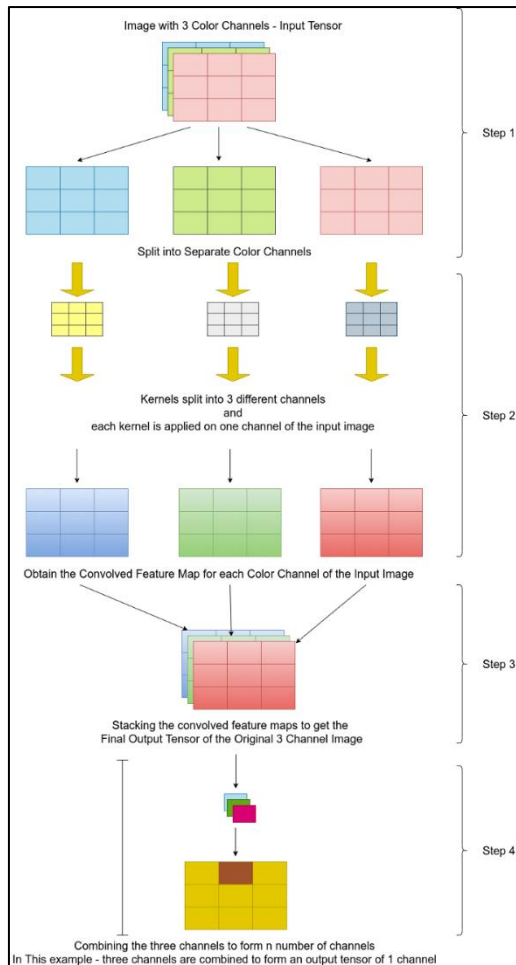 Image with 3 Color Channels - Input Tensor
Step 1
Split into Separate Color Channels
Kernels split into 3 different channels
and
each kernel is applied on one channel of the input image
Step 2
Obtain the Convolved Feature Map for each Color Channel of the Input Image
Step 3
Stacking the convolved feature maps to get the
Final Output Tensor of the Original 3 Channel Image
Step 4
Combining the three channels to form n number of channels
In This example - three channels are combined to form an output tensor of 1 channel